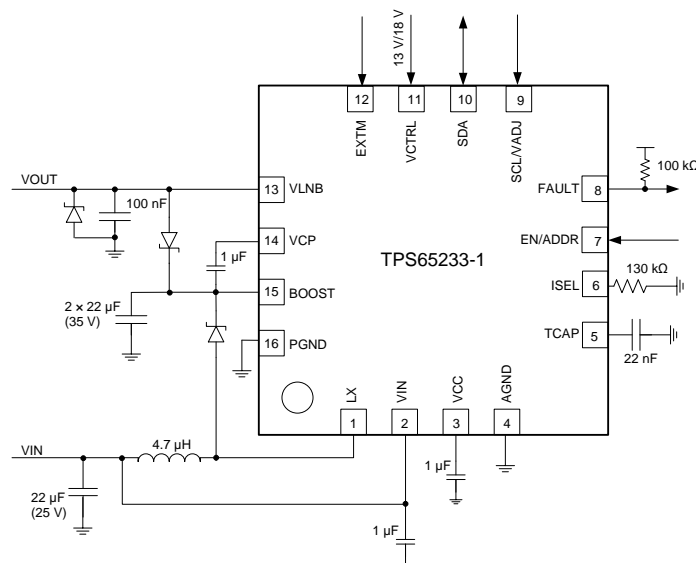 13 V/18 V
12
11
10
9
EXTM
VCTRL
SDA
SCL/VADJ
VOUT
100 nF
13
VLNB
14
VCP
1 µF
15
BOOST
2 × 22 µF
(35 V)
16
PGND
TPS65233-1
FAULT
8
100 kΩ
EN/ADDR
7
ISEL
6
130 kΩ
TCAP
5
22 nF
LX
VIN
VCC
AGND
1
2
3
4
VIN
4.7 µH
22 µF
(25 V)
1 µF
1 µF